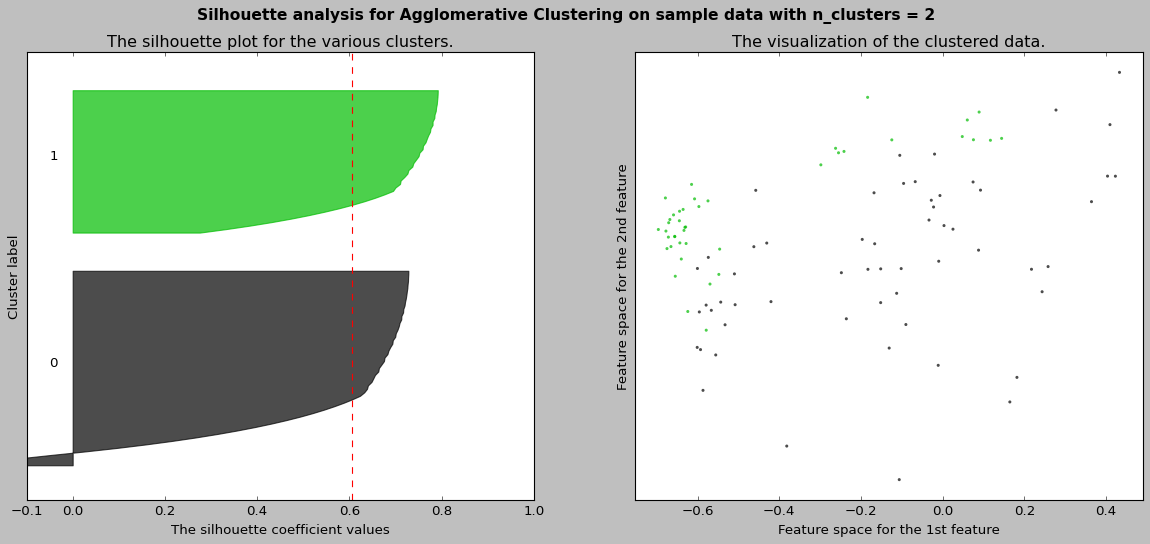 Silhouette analysis for Agglomerative Clustering on sample data with n_clusters = 2
The silhouette plot for the various clusters.
Cluster label
1
0
−0.1 0.0 0.2 0.4 0.6 0.8 1.0
The silhouette coefficient values
The visualization of the clustered data.
Feature space for the 2nd feature
−0.6 −0.4 −0.2 0.0 0.2 0.4
Feature space for the 1st feature